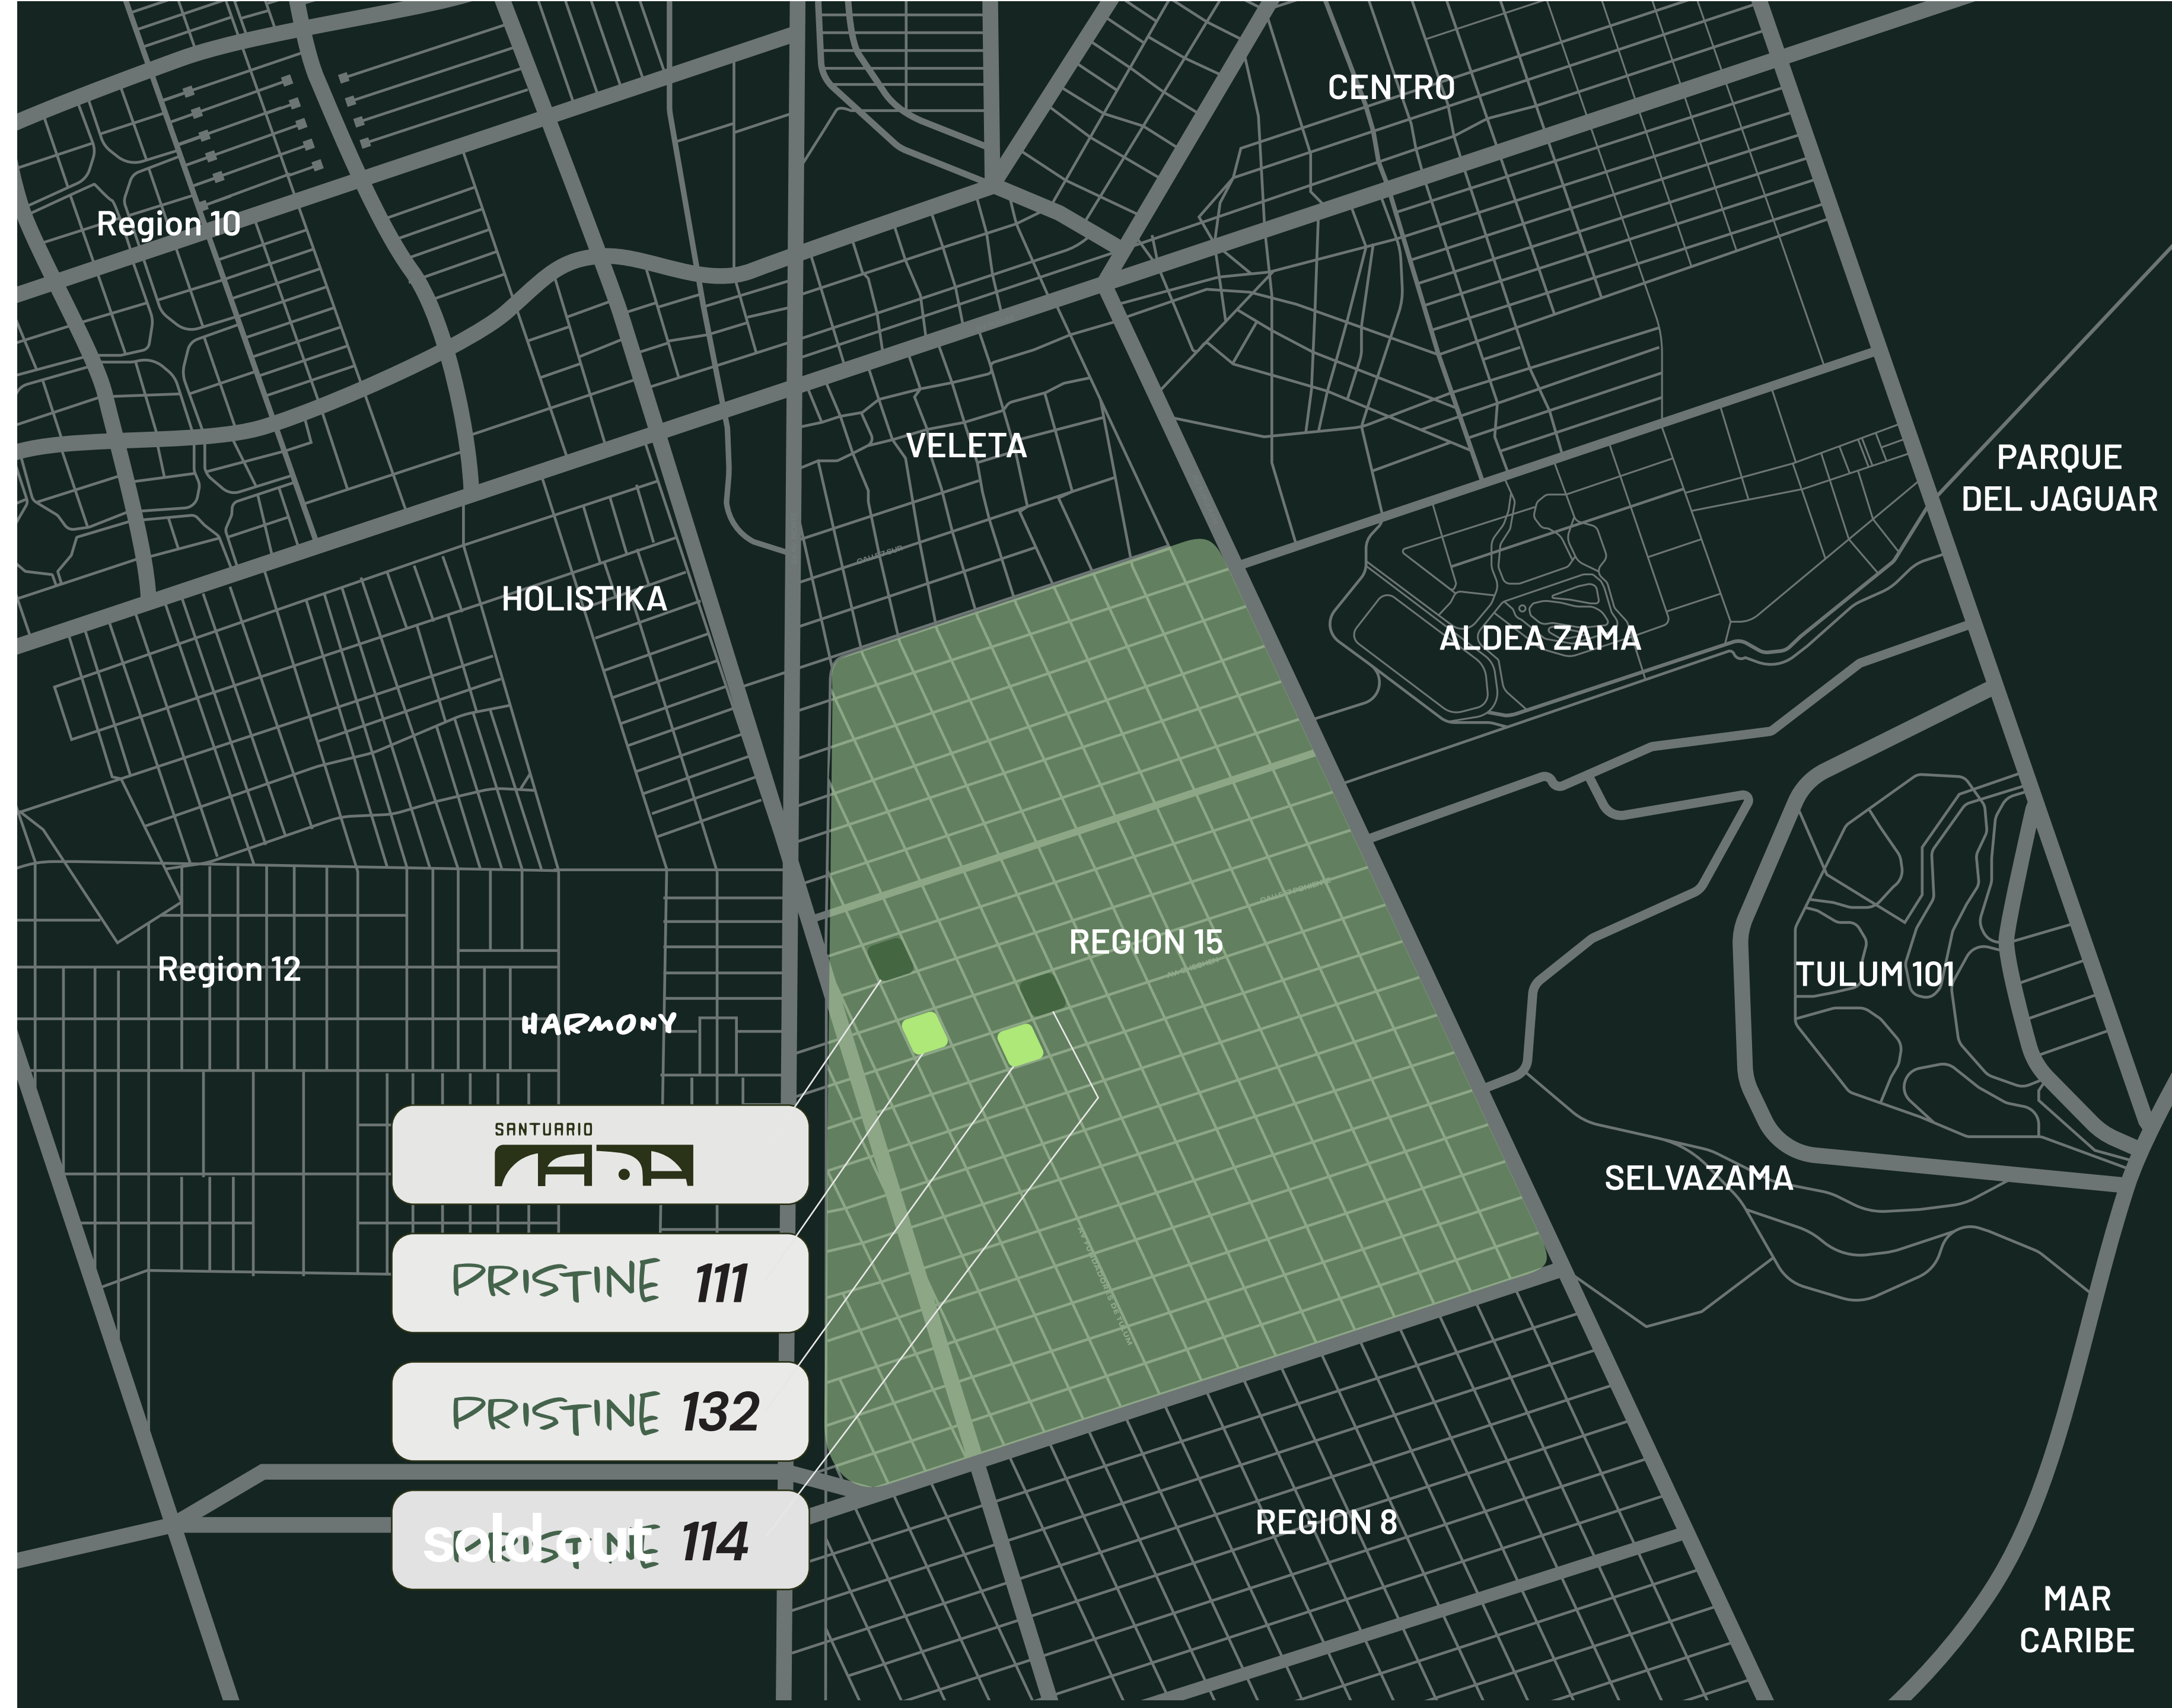 CENTRO
Region 10
VELETA
PARQUE
DEL JAGUAR
HOLISTIKA
ALDEA ZAMA
REGION 15
Region 12
TULUM 101
HARMONY
SANTUARIO
SELVAZAMA
PRISTINE 111
PRISTINE 132
sold out
PRISTINE 114
REGION 8
MAR
CARIBE